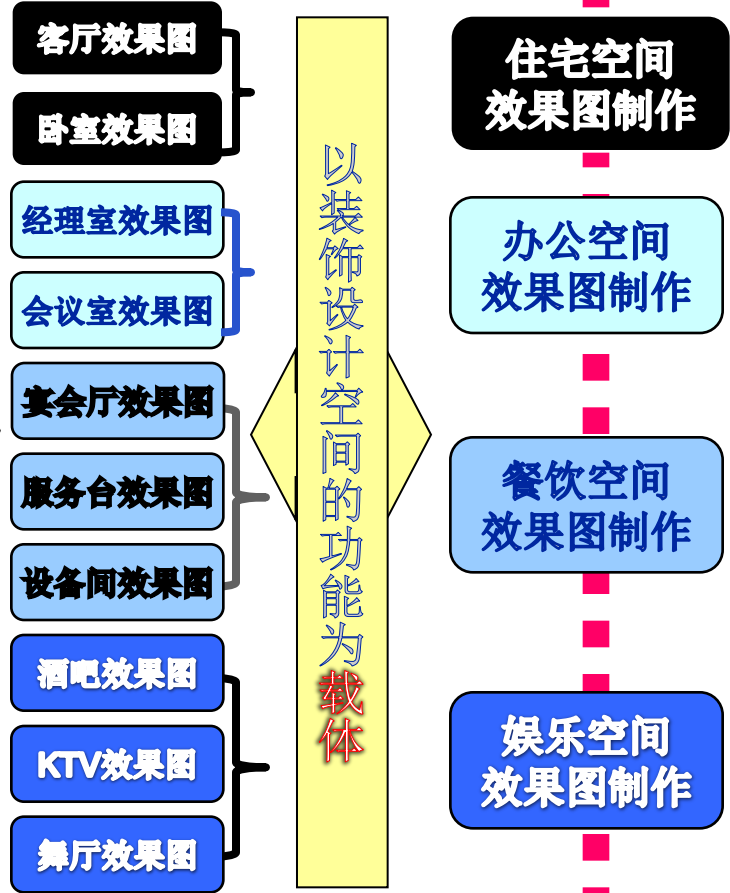 客厅效果图
卧室效果图
经理室效果图
会议室效果图
宴会厅效果图
服务台效果图
设备间效果图
酒吧效果图
KTV效果图
舞厅效果图
以装饰设计空间的功能为载体
住宅空间
效果图制作
办公空间
效果图制作
餐饮空间
效果图制作
娱乐空间
效果图制作